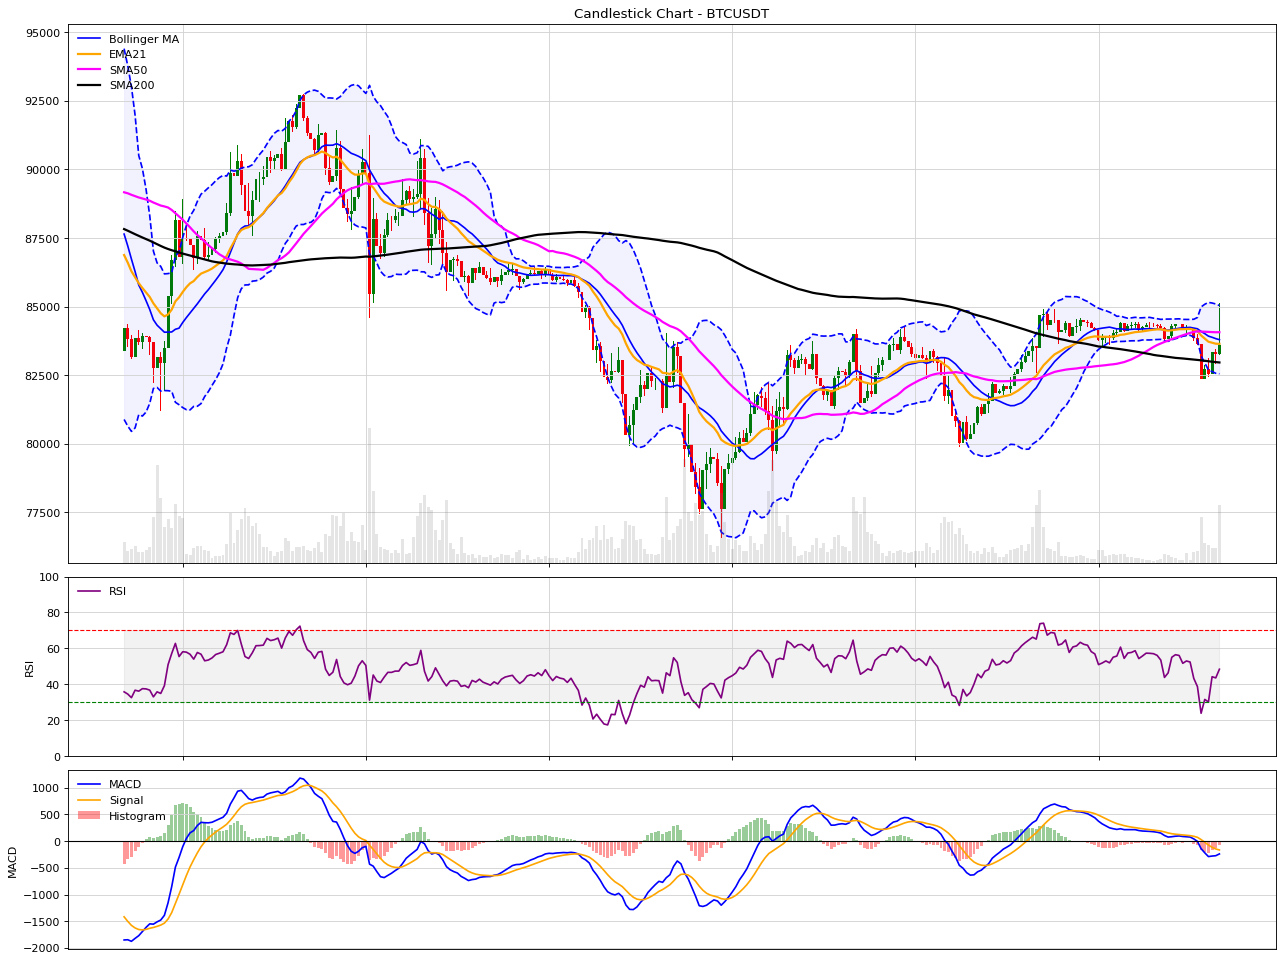 Candlestick Chart - BTCUSDT
95000
92500
90000
87500
85000
82500
80000
77500
Bollinger MA
EMA21
SMA50
SMA200
100
80
60
40
20
0
RSI
RSI
1000
500
0
−500
−1000
−1500
−2000
MACD
MACD
Signal
Histogram